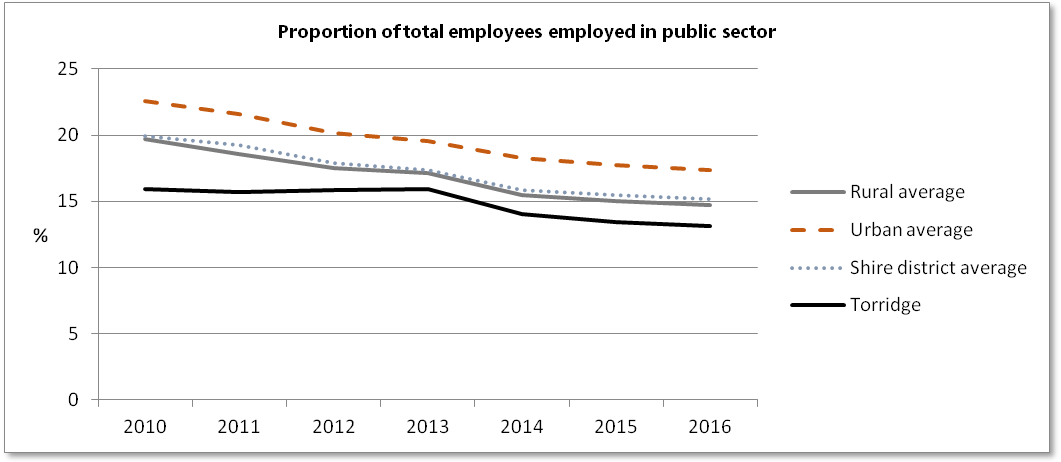 Proportion of total employees employed in public sector
25
20
15
10
5
0
%
2010 2011 2012 2013 2014 2015 2016
Rural average
Urban average
Shire district average
Torridge